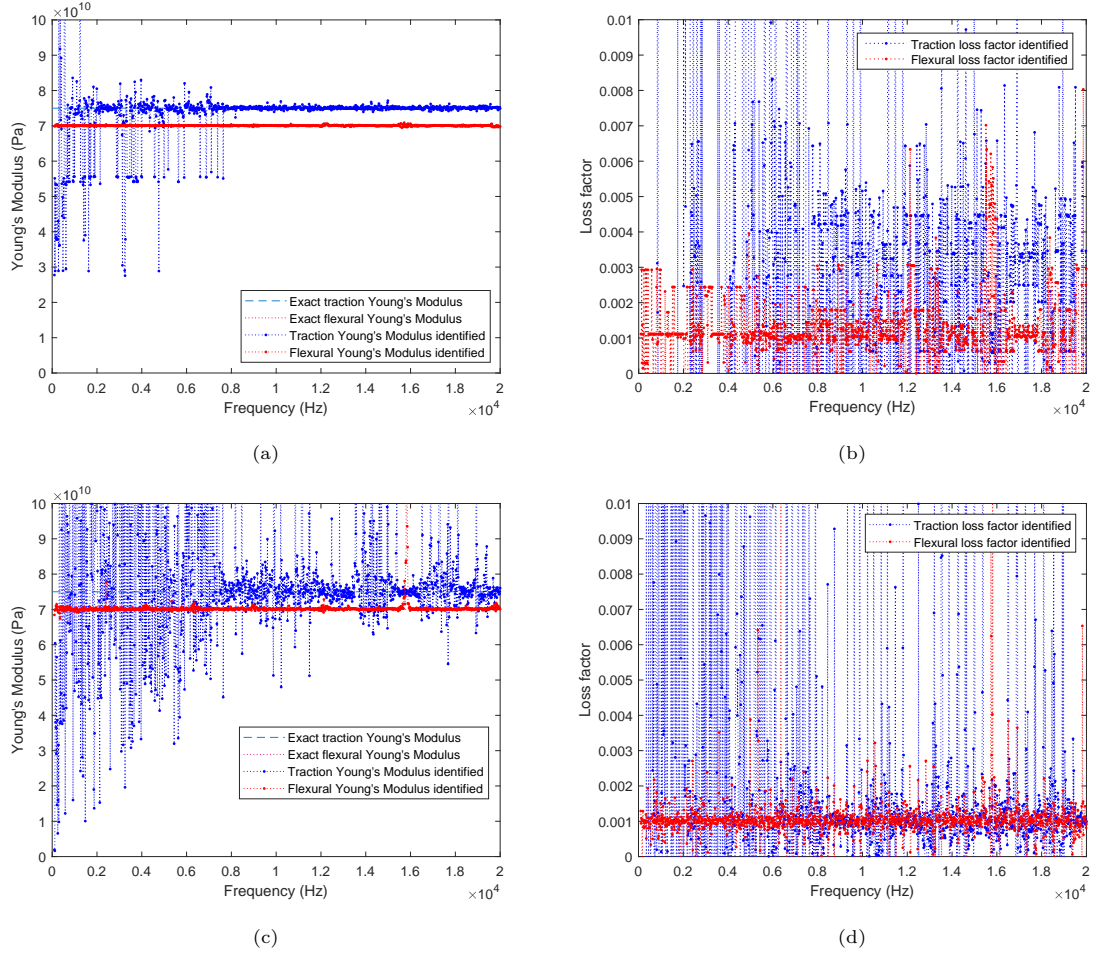 ×10^10
10
9
8
7
6
5
4
3
2
1
0
Young's Modulus (Pa)
Exact traction Young's Modulus
Exact flexural Young's Modulus
Traction Young's Modulus identified
Flexural Young's Modulus identified
0 0.2 0.4 0.6 0.8 1 1.2 1.4 1.6 1.8 2
Frequency (Hz)
×10^4
(a)
0.01
0.009
0.008
0.007
0.006
0.005
0.004
0.003
0.002
0.001
0
Loss factor
Traction loss factor identified
Flexural loss factor identified
0 0.2 0.4 0.6 0.8 1 1.2 1.4 1.6 1.8 2
Frequency (Hz)
×10^4
(b)
×10^10
10
9
8
7
6
5
4
3
2
1
0
Young's Modulus (Pa)
Exact traction Young's Modulus
Exact flexural Young's Modulus
Traction Young's Modulus identified
Flexural Young's Modulus identified
0 0.2 0.4 0.6 0.8 1 1.2 1.4 1.6 1.8 2
Frequency (Hz)
×10^4
(c)
0.01
0.009
0.008
0.007
0.006
0.005
0.004
0.003
0.002
0.001
0
Loss factor
Traction loss factor identified
Flexural loss factor identified
0 0.2 0.4 0.6 0.8 1 1.2 1.4 1.6 1.8 2
Frequency (Hz)
×10^4
(d)